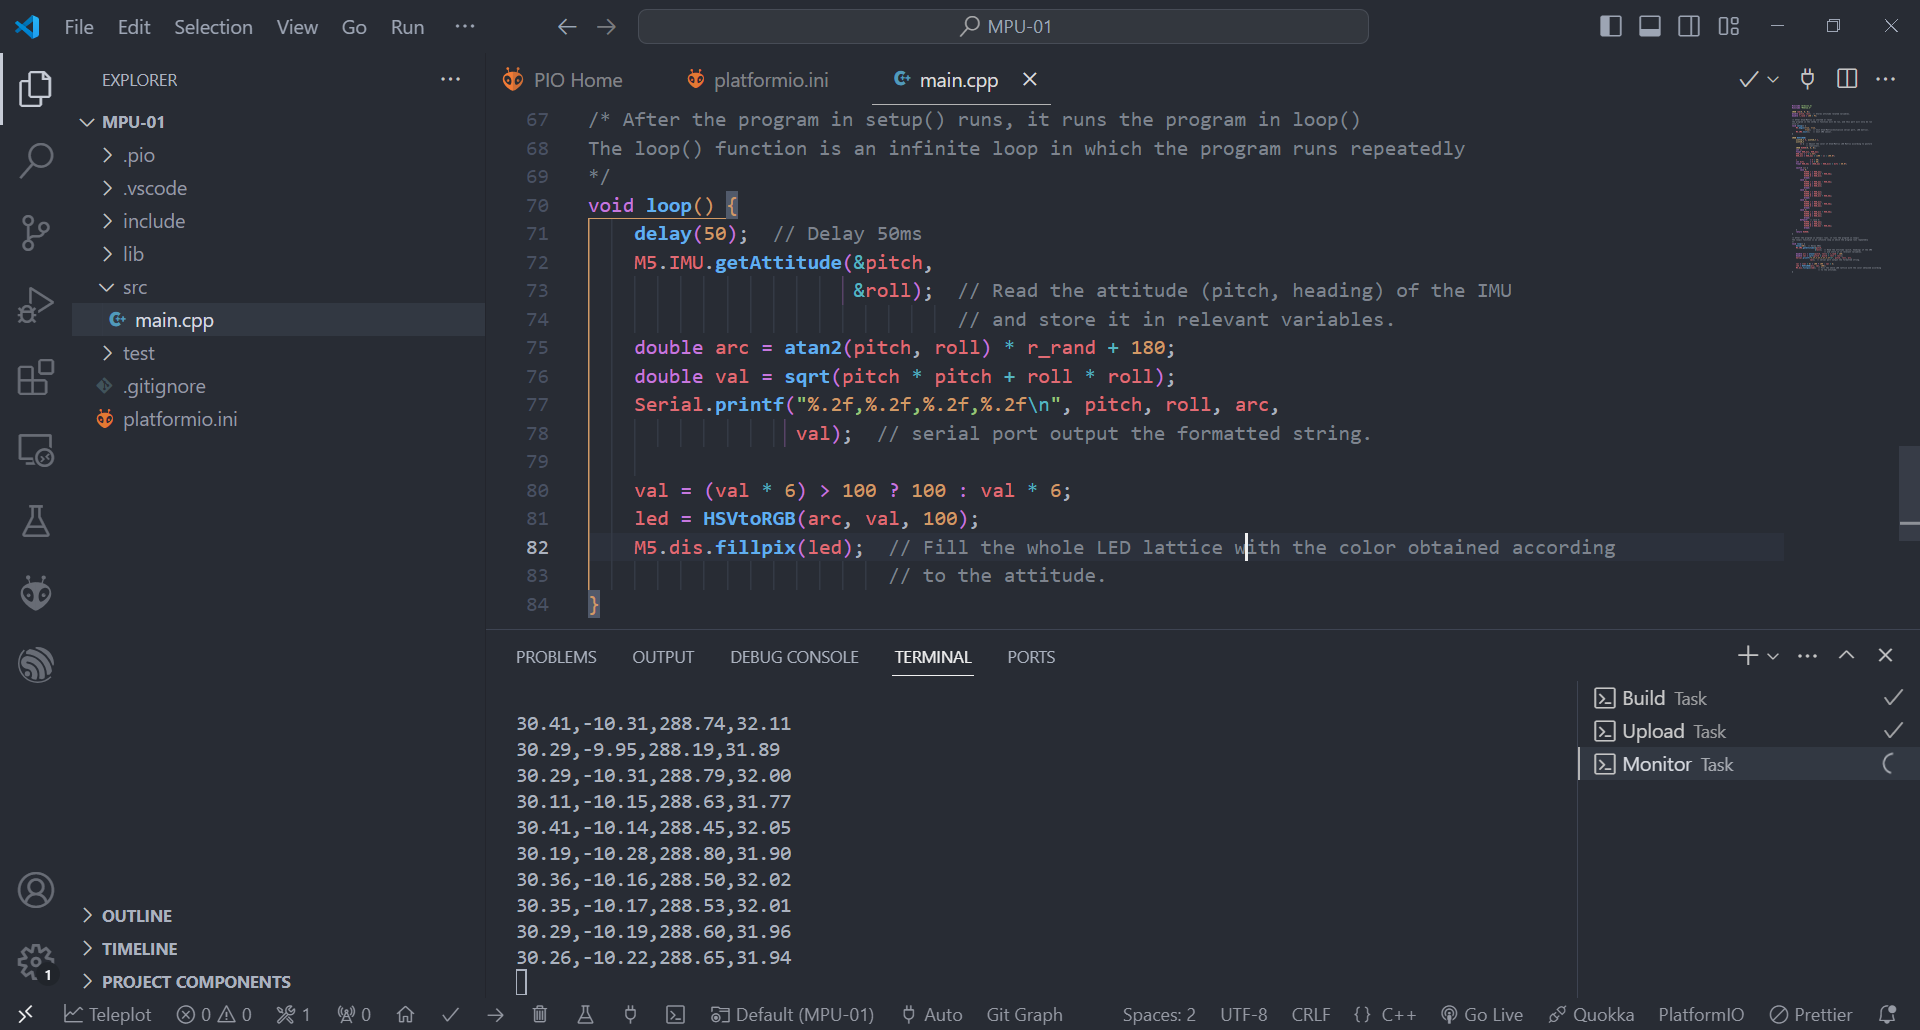 File Edit Selection View Go Run ··· MPU-01
EXPLORER ···
PIO Home platformio.ini main.cpp
MPU-01
.pio
.vscode
include
lib
src
main.cpp
test
.gitignore
platformio.ini
OUTLINE
TIMELINE
PROJECT COMPONENTS
1
67 /* After the program in setup() runs, it runs the program in loop()
68 The loop() function is an infinite loop in which the program runs repeatedly
69 */
70 void loop() {
71 delay(50); // Delay 50ms
72 M5.IMU.getAttitude(&pitch,
73 &roll); // Read the attitude (pitch, heading) of the IMU
74 // and store it in relevant variables.
75 double arc = atan2(pitch, roll) * r_rand + 180;
76 double val = sqrt(pitch * pitch + roll * roll);
77 Serial.printf("%.2f,%.2f,%.2f,%.2f\n", pitch, roll, arc,
78 val); // serial port output the formatted string.
79
80 val = (val * 6) > 100 ? 100 : val * 6;
81 led = HSVtoRGB(arc, val, 100);
82 M5.dis.fillpix(led); // Fill the whole LED lattice with the color obtained according
83 // to the attitude.
84 }
PROBLEMS OUTPUT DEBUG CONSOLE TERMINAL PORTS
30.41,-10.31,288.74,32.11
30.29,-9.95,288.19,31.89
30.29,-10.31,288.79,32.00
30.11,-10.15,288.63,31.77
30.41,-10.14,288.45,32.05
30.19,-10.28,288.80,31.90
30.36,-10.16,288.50,32.02
30.35,-10.17,288.53,32.01
30.29,-10.19,288.60,31.96
30.26,-10.22,288.65,31.94
Build Task
Upload Task
Monitor Task
Teleplot 0 0 1 0 Default (MPU-01) Auto Git Graph Spaces: 2 UTF-8 CRLF {} C++ Go Live Quokka PlatformIO Prettier